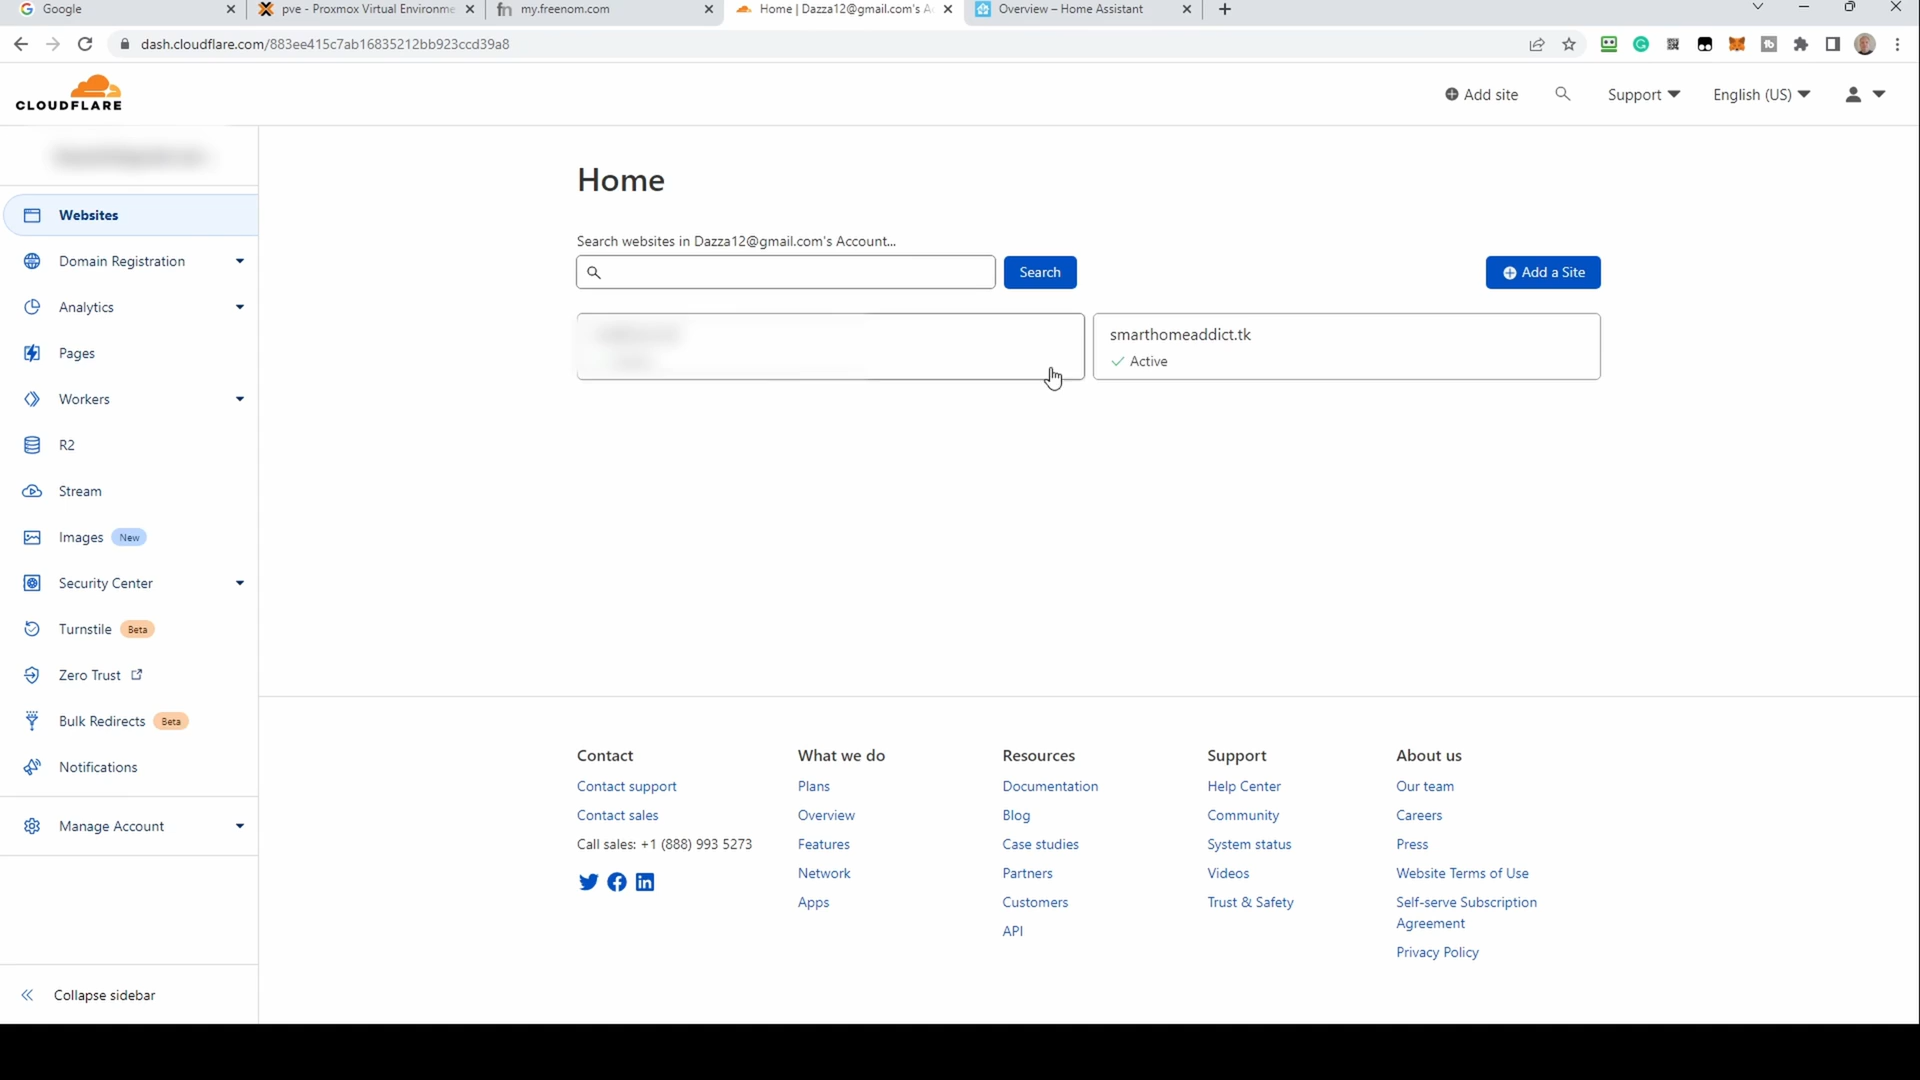 Google
pve - Proxmox Virtual Environme
my.freenom.com
Home | Dazza12@gmail.com's A
Overview – Home Assistant
dash.cloudflare.com/883ee415c7ab16835212bb923ccd39a8
CLOUDFLARE
Add site
Support
English (US)
Websites
Domain Registration
Analytics
Pages
Workers
R2
Stream
Images New
Security Center
Turnstile Beta
Zero Trust
Bulk Redirects Beta
Notifications
Manage Account
Collapse sidebar
Home
Search websites in Dazza12@gmail.com's Account...
Search
Add a Site
smarthomeaddict.tk
Active
Contact
Contact support
Contact sales
Call sales: +1 (888) 993 5273
What we do
Plans
Overview
Features
Network
Apps
Resources
Documentation
Blog
Case studies
Partners
Customers
API
Support
Help Center
Community
System status
Videos
Trust & Safety
About us
Our team
Careers
Press
Website Terms of Use
Self-serve Subscription
Agreement
Privacy Policy